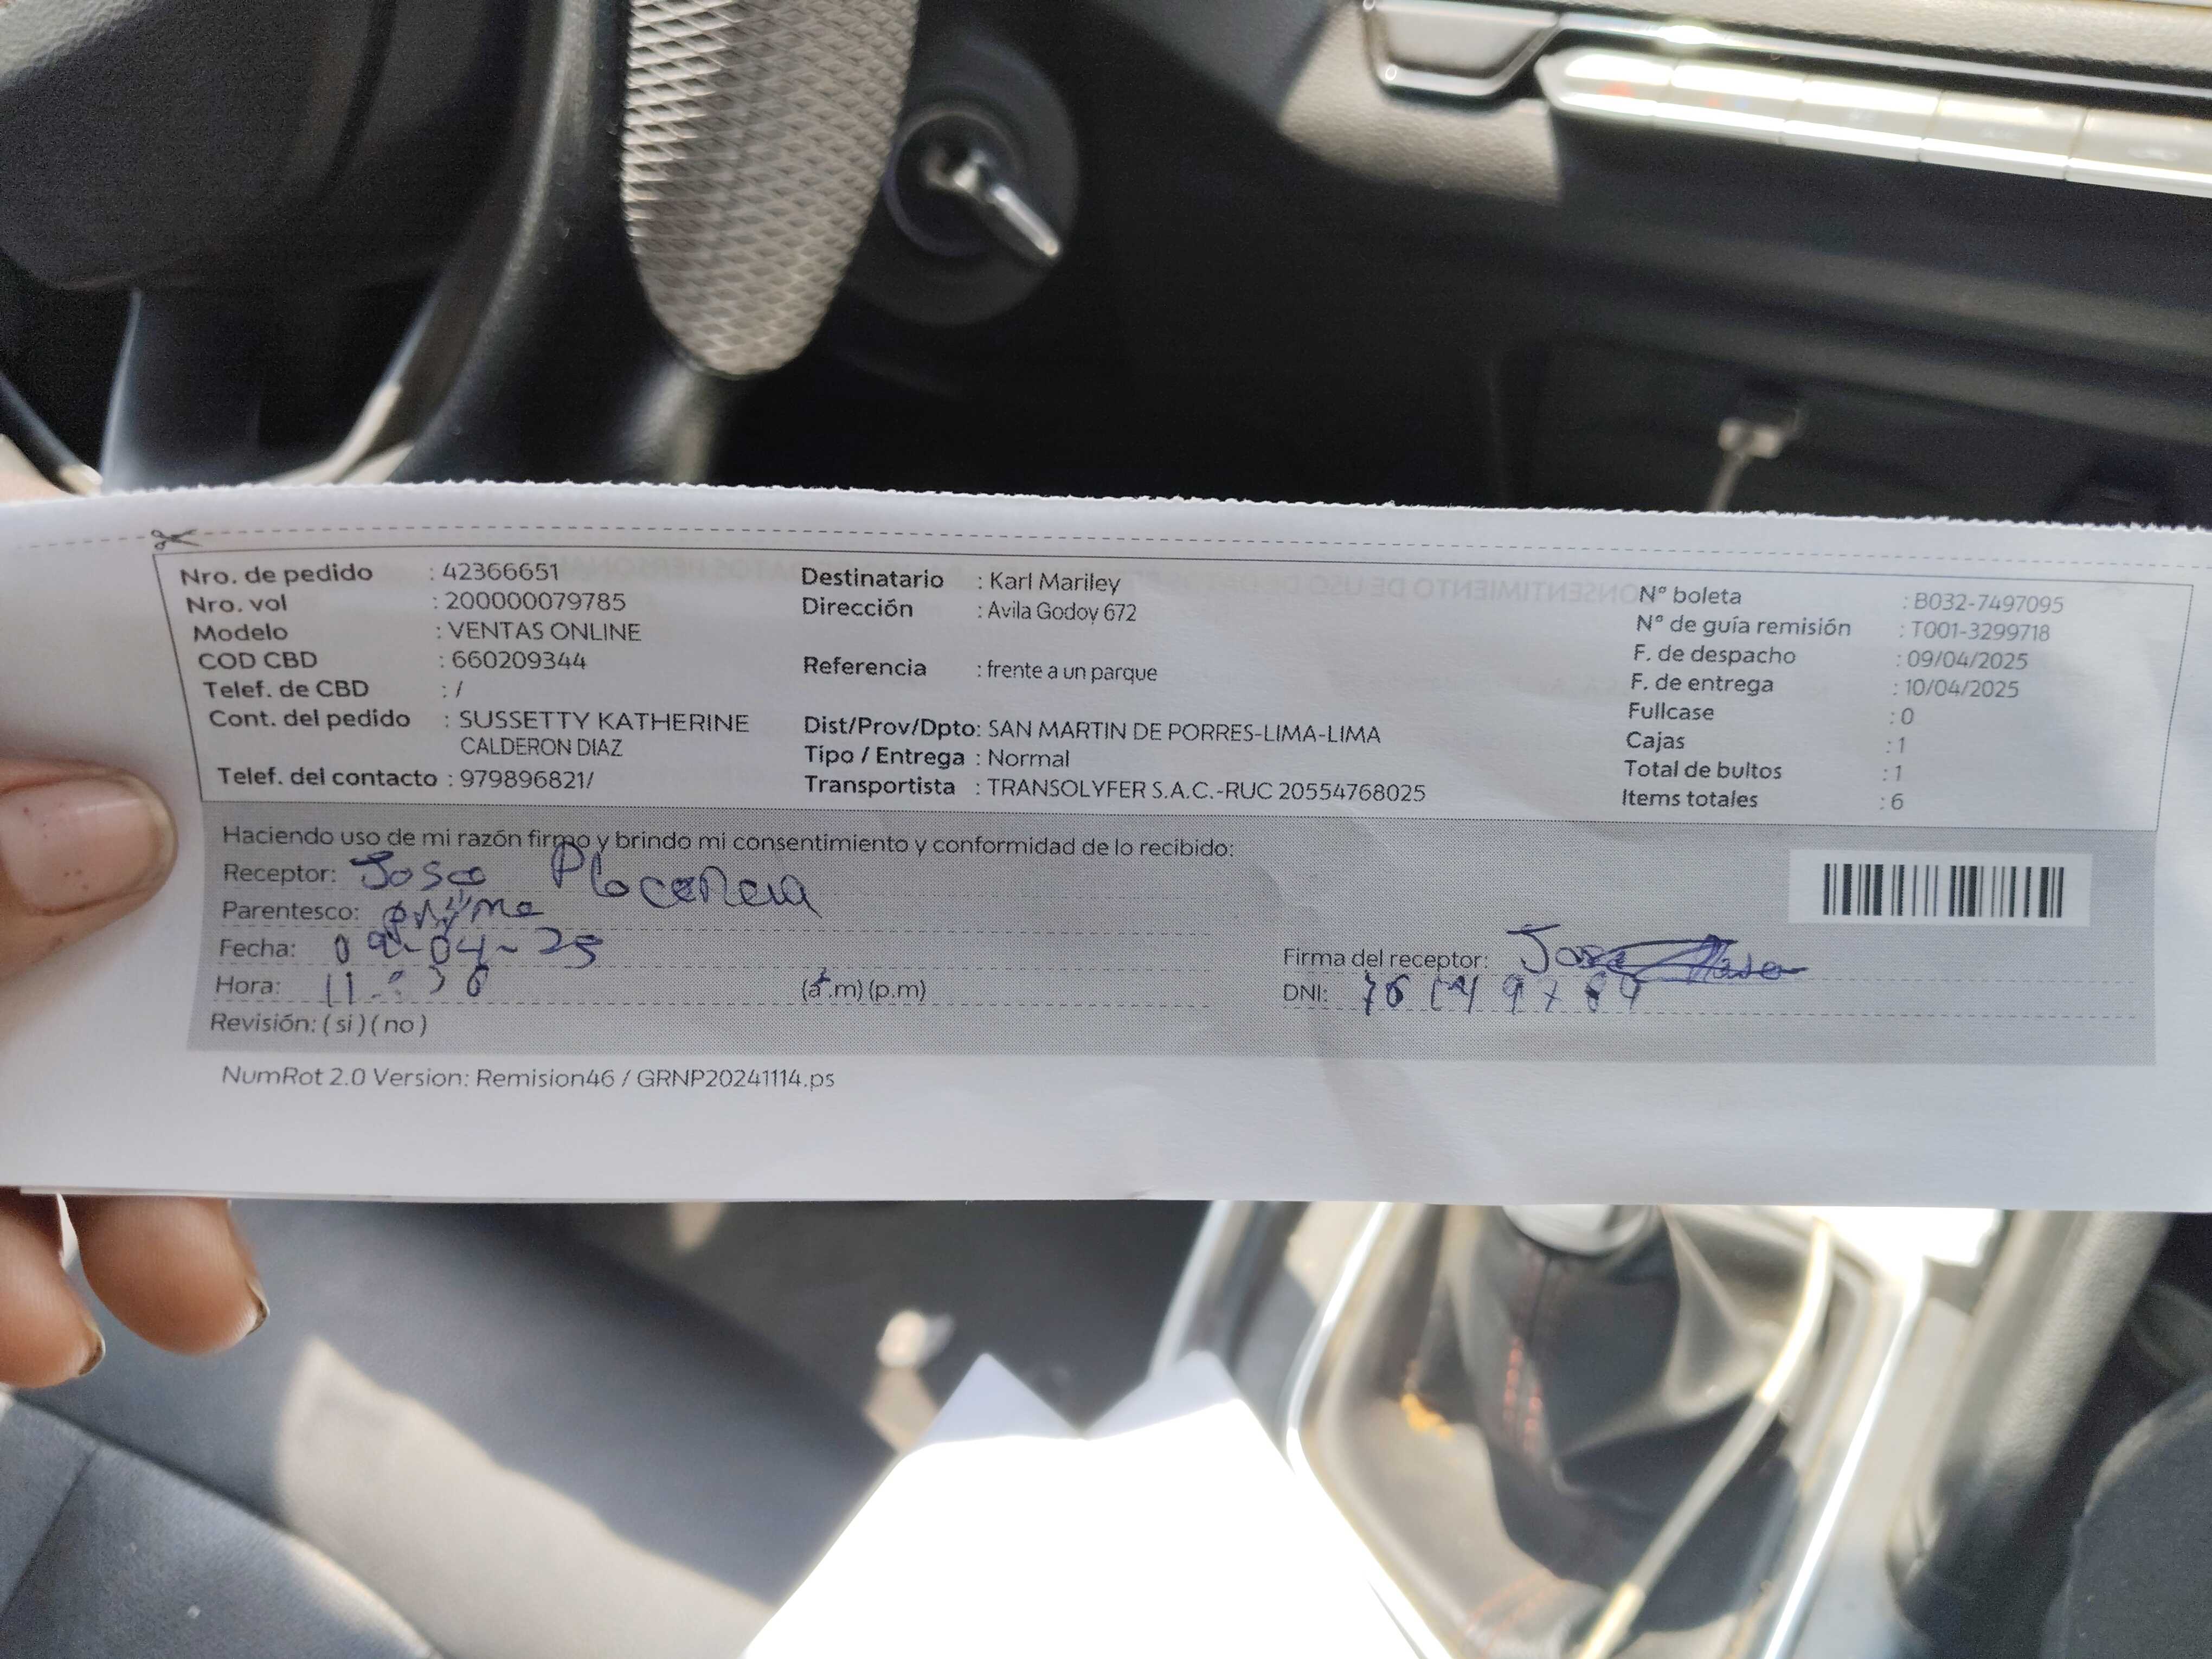 Nro. de pedido : 42366651
Nro. vol : 200000079785
Modelo : VENTAS ONLINE
COD CBD : 660209344
Telef. de CBD : /
Cont. del pedido : SUSSETTY KATHERINE
CALDERON DIAZ
Telef. del contacto : 979896821/
Destinatario : Karl Mariley
Dirección : Avila Godoy 672
Referencia : frente a un parque
Dist/Prov/Dpto: SAN MARTIN DE PORRES-LIMA-LIMA
Tipo / Entrega : Normal
Transportista : TRANSOLYFER S.A.C.-RUC 20554768025
N° boleta : B032-7497095
N° de guía remisión : T001-3299718
F. de despacho : 09/04/2025
F. de entrega : 10/04/2025
Fullcase : 0
Cajas : 1
Total de bultos : 1
Items totales : 6
Haciendo uso de mi razón firmo y brindo mi consentimiento y conformidad de lo recibido:
Receptor: Jose Placencia
Parentesco:
Fecha: 09-04-25
Hora: (a.m) (p.m)
Revisión: ( si ) ( no )
Firma del receptor: Jose
DNI:
NumRot 2.0 Version: Remision46 / GRNP20241114.ps